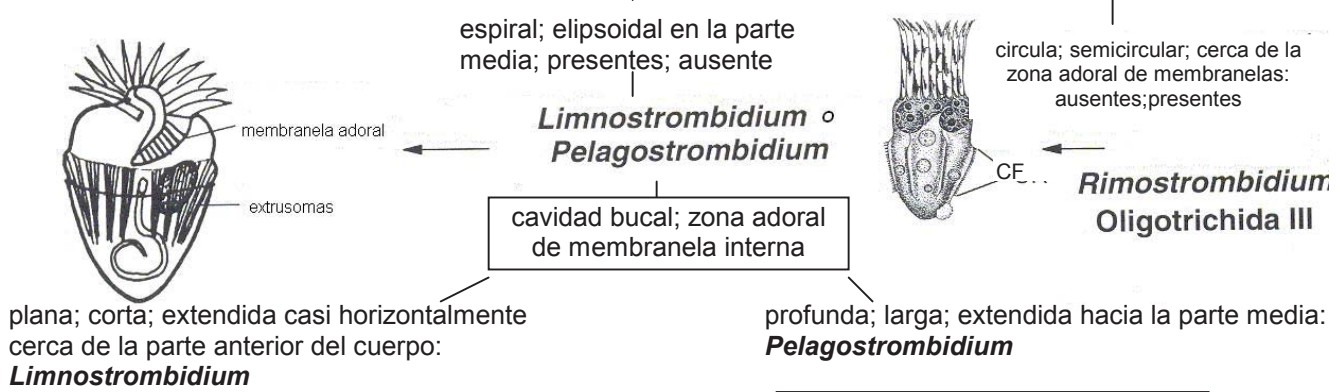 espiral; elipsoidal en la parte
media; presentes; ausente
circula; semicircular; cerca de la
zona adoral de membranelas:
ausentes;presentes
membranela adoral
extrusomas
Limnostrombidium o
Pelagostrombidium
CF
Rimostrombidium
Oligotrichida III
cavidad bucal; zona adoral
de membranela interna
plana; corta; extendida casi horizontalmente
cerca de la parte anterior del cuerpo:
Limnostrombidium
profunda; larga; extendida hacia la parte media:
Pelagostrombidium